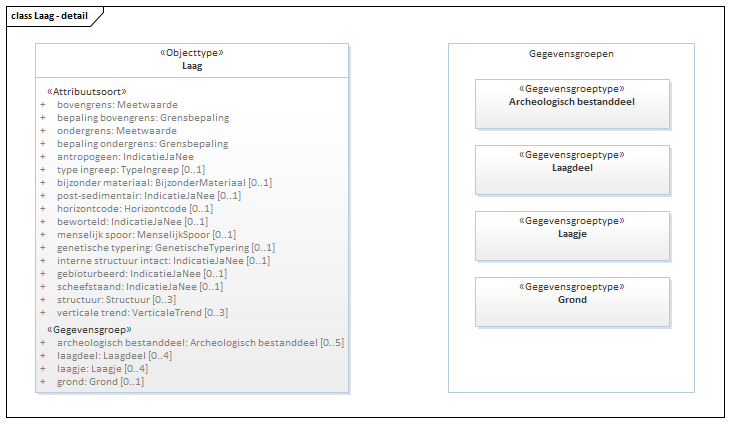 class Laag - detail
«Objecttype»
Laag
«Attribuutsoort»
+ bovengrens: Meetwaarde
+ bepaling bovengrens: Grensbepaling
+ ondergrens: Meetwaarde
+ bepaling ondergrens: Grensbepaling
+ antropogeen: IndicatieJaNee
+ type ingreep: TypeIngreep [0..1]
+ bijzonder materiaal: BijzonderMateriaal [0..1]
+ post-sedimentair: IndicatieJaNee [0..1]
+ horizontcode: Horizontcode [0..1]
+ beworteld: IndicatieJaNee [0..1]
+ menselijk spoor: MenselijkSpoor [0..1]
+ genetische typering: GenetischeTypering [0..1]
+ interne structuur intact: IndicatieJaNee [0..1]
+ gebioturbeerd: IndicatieJaNee [0..1]
+ scheefstaand: IndicatieJaNee [0..1]
+ structuur: Structuur [0..3]
+ verticale trend: VerticaleTrend [0..3]
«Gegevensgroep»
+ archeologisch bestanddeel: Archeologisch bestanddeel [0..5]
+ laagdeel: Laagdeel [0..4]
+ laagje: Laagje [0..4]
+ grond: Grond [0..1]
Gegevensgroepen
«Gegevensgroeptype»
Archeologisch bestanddeel
«Gegevensgroeptype»
Laagdeel
«Gegevensgroeptype»
Laagje
«Gegevensgroeptype»
Grond